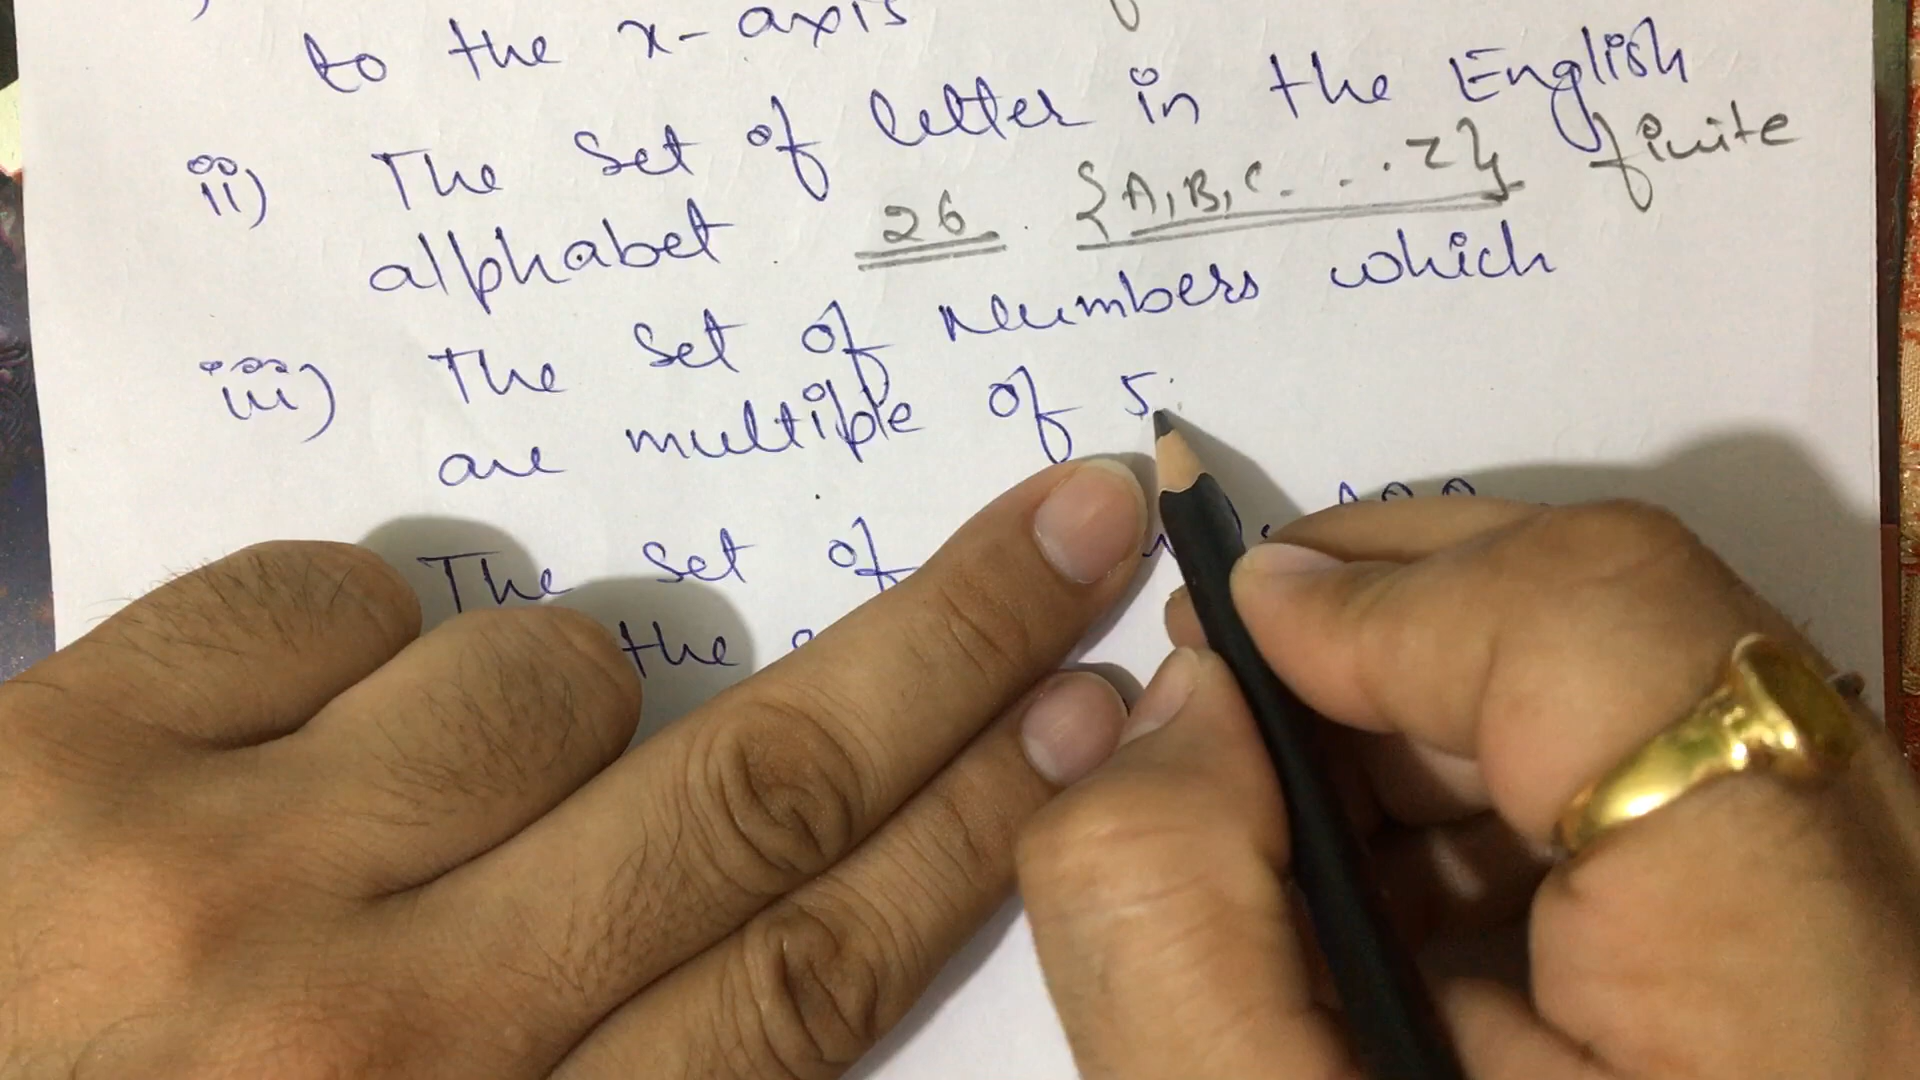 to the x-axis
ii) The set of letter in the English
alphabet 26 {A, B, C. . . . Z} finite
iii) The set of Numbers which
are multiple of 5.
The set of
the